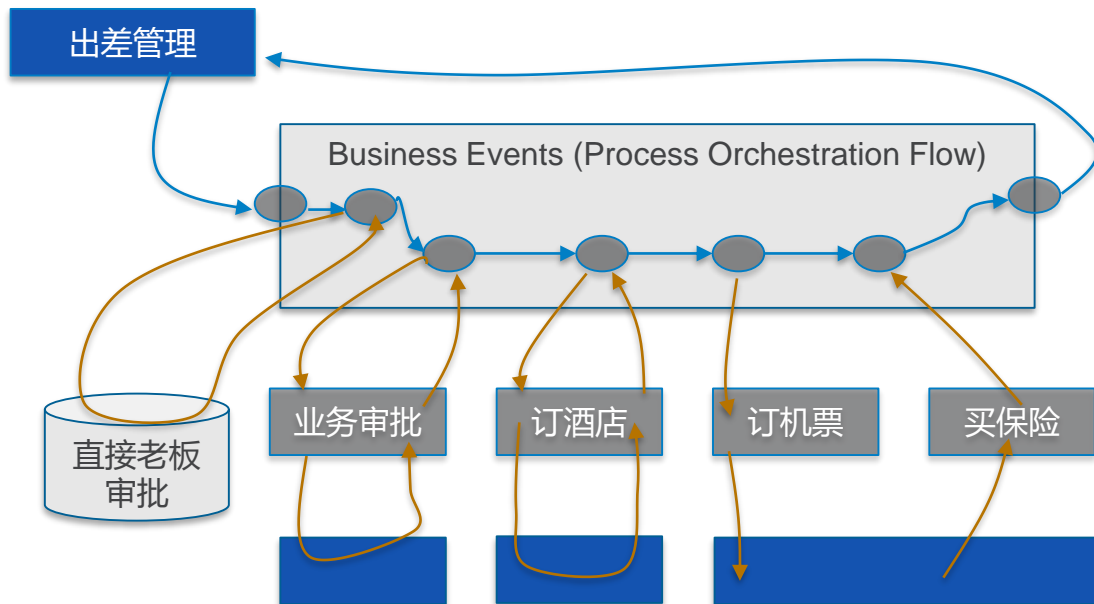 出差管理
Business Events (Process Orchestration Flow)
直接老板
审批
业务审批
订酒店
订机票
买保险